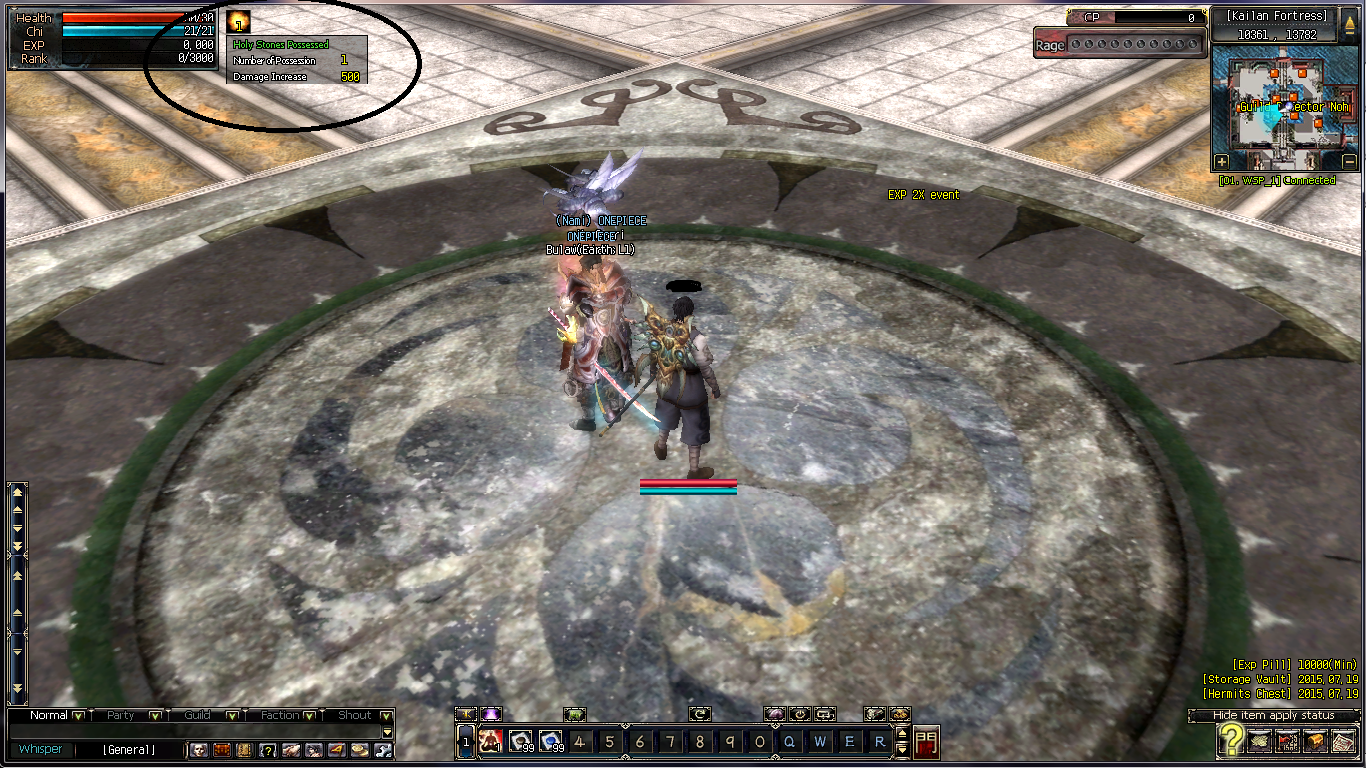 Health
Chi 21/21
EXP 0,000
Rank 0/3000
1
Holy Stones Possessed
Number of Possession 1
Damage Increase 500
CP 0
Rage
[Kailan Fortress]
10361 , 13782
[01. WSP_1] Connected
EXP 2X event
(Nami) ONEPIECE
ONEPIECE
Bulaw(Earth; L1)
[Exp Pill] 10000(Min)
[Storage Vault] 2015,07,19
[Hermits Chest] 2015,07,19
Hide item apply status
Normal Party Guild Faction Shout
Whisper [General]
1 99 99 4 5 6 7 8 9 0 Q W E R